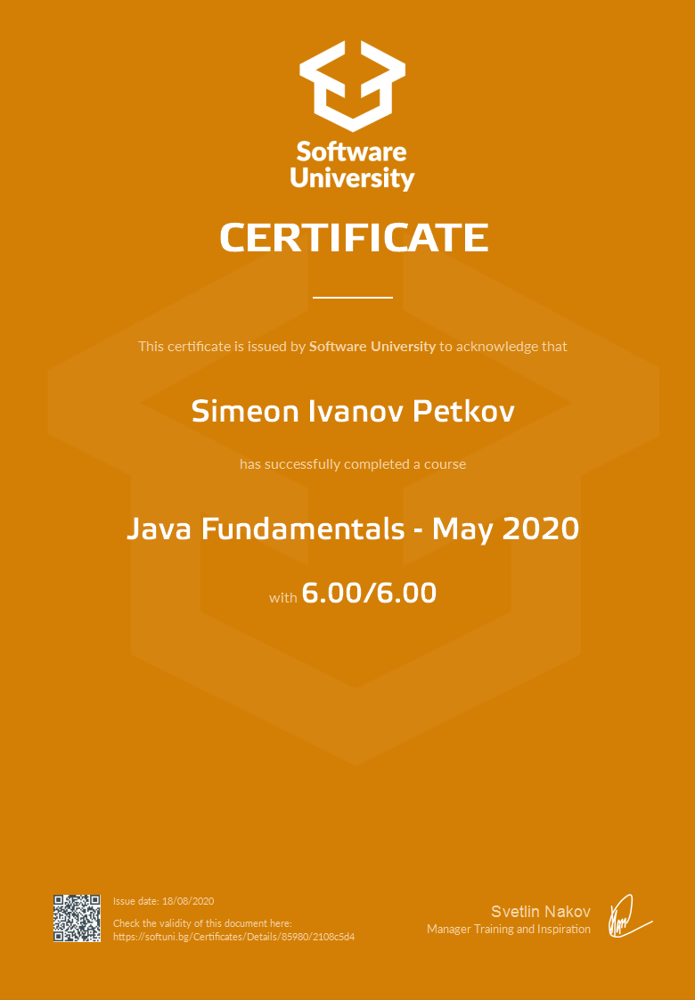 Software
University
CERTIFICATE
This certificate is issued by Software University to acknowledge that
Simeon Ivanov Petkov
has successfully completed a course
Java Fundamentals - May 2020
with 6.00/6.00
Issue date: 18/08/2020
Check the validity of this document here:
https://softuni.bg/Certificates/Details/85980/2108c5d4
Svetlin Nakov
Manager Training and Inspiration